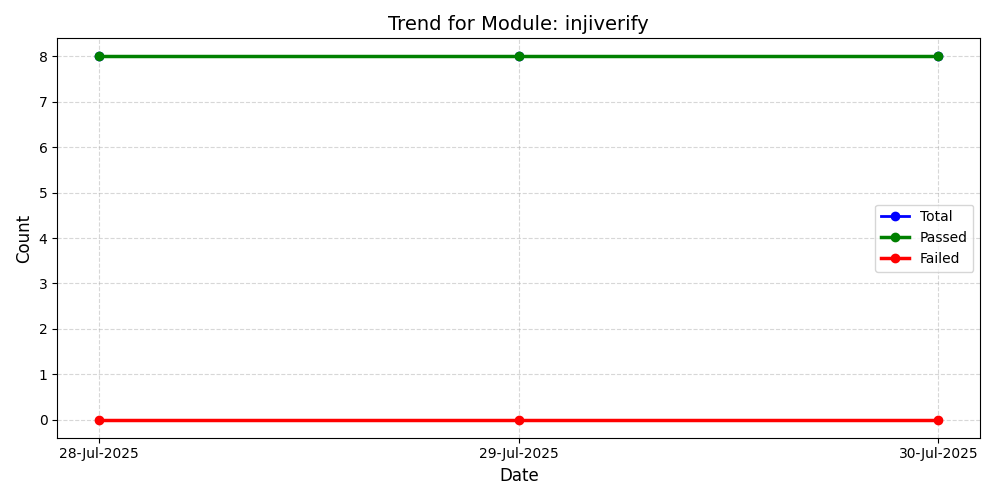 Trend for Module: injiverify
Count
8
7
6
5
4
3
2
1
0
Total
Passed
Failed
28-Jul-2025
29-Jul-2025
30-Jul-2025
Date